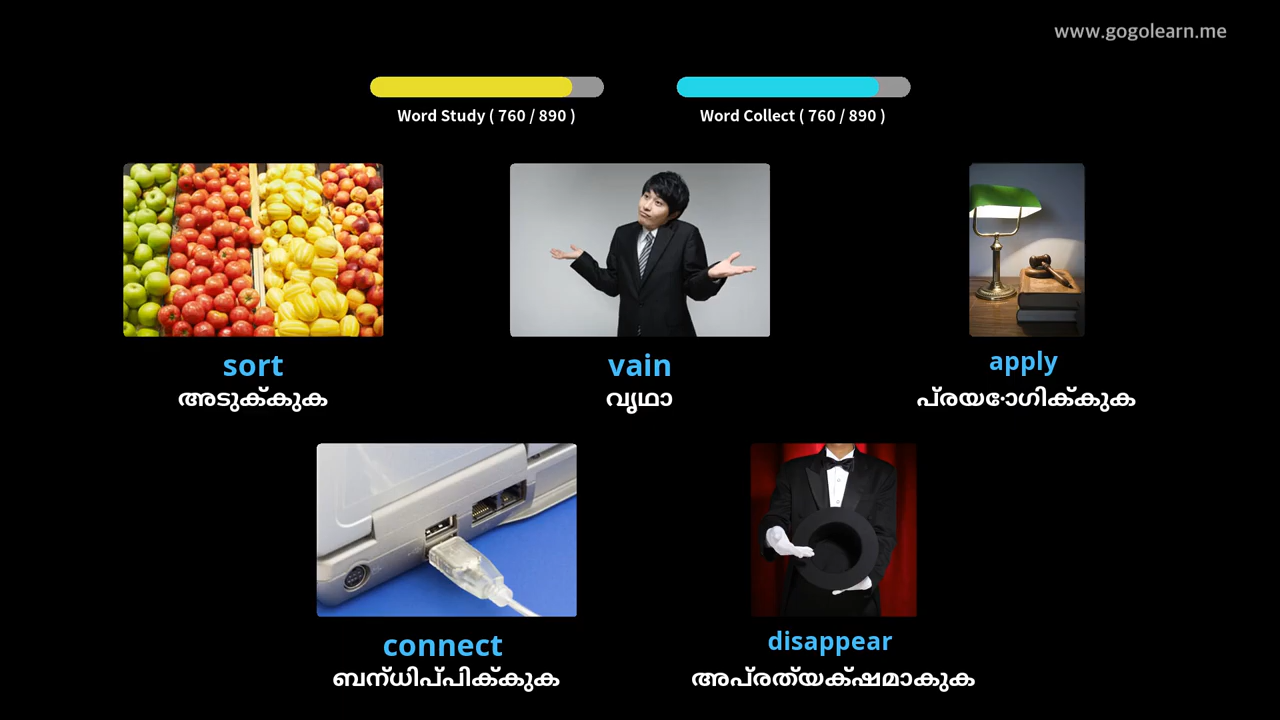 www.gogolearn.me
Word Study ( 760 / 890 )
Word Collect ( 760 / 890 )
sort
അടുക്കുക
vain
വൃഥാ
apply
പ്രയോഗിക്കുക
connect
ബന്ധിപ്പിക്കുക
disappear
അപ്രത്യക്ഷമാകുക